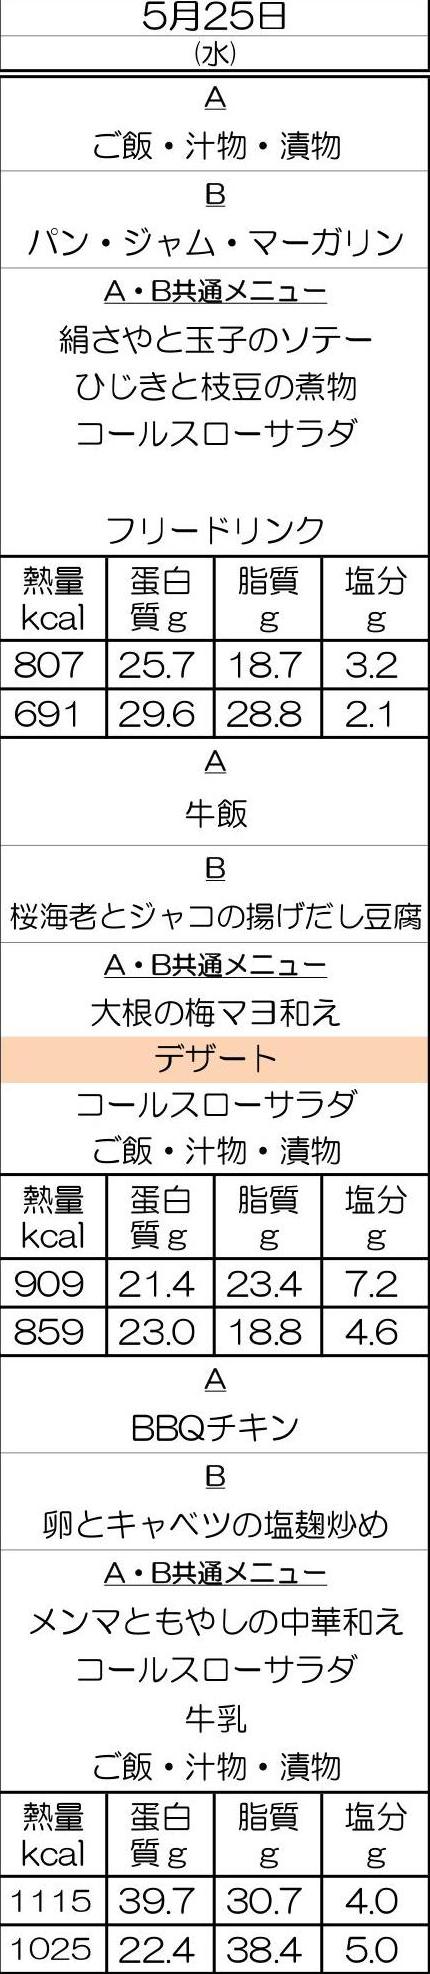 5月25日
(水)
A
ご飯・汁物・漬物
B
パン・ジャム・マーガリン
A・B共通メニュー
絹さやと玉子のソテー
ひじきと枝豆の煮物
コールスローサラダ
フリードリンク
熱量 kcal 蛋白質g 脂質g 塩分g
807 25.7 18.7 3.2
691 29.6 28.8 2.1
A
牛飯
B
桜海老とジャコの揚げだし豆腐
A・B共通メニュー
大根の梅マヨ和え
デザート
コールスローサラダ
ご飯・汁物・漬物
熱量 kcal 蛋白質g 脂質g 塩分g
909 21.4 23.4 7.2
859 23.0 18.8 4.6
A
BBQチキン
B
卵とキャベツの塩麹炒め
A・B共通メニュー
メンマともやしの中華和え
コールスローサラダ
牛乳
ご飯・汁物・漬物
熱量 kcal 蛋白質g 脂質g 塩分g
1115 39.7 30.7 4.0
1025 22.4 38.4 5.0